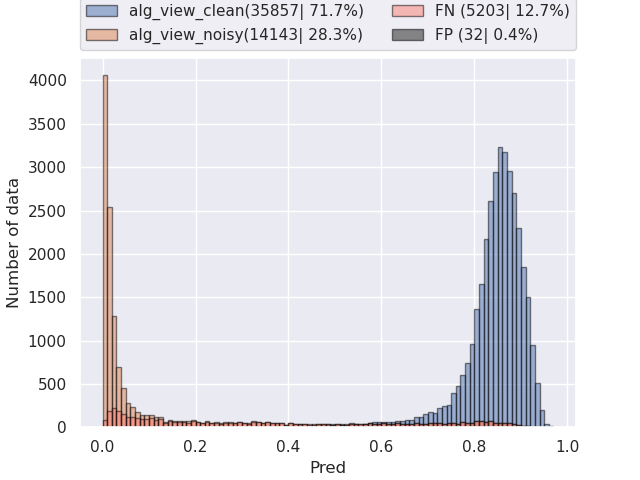 alg_view_clean(35857| 71.7%) FN (5203| 12.7%)
alg_view_noisy(14143| 28.3%) FP (32| 0.4%)
4000
3500
3000
2500
2000
1500
1000
500
0
Number of data
0.0 0.2 0.4 0.6 0.8 1.0
Pred